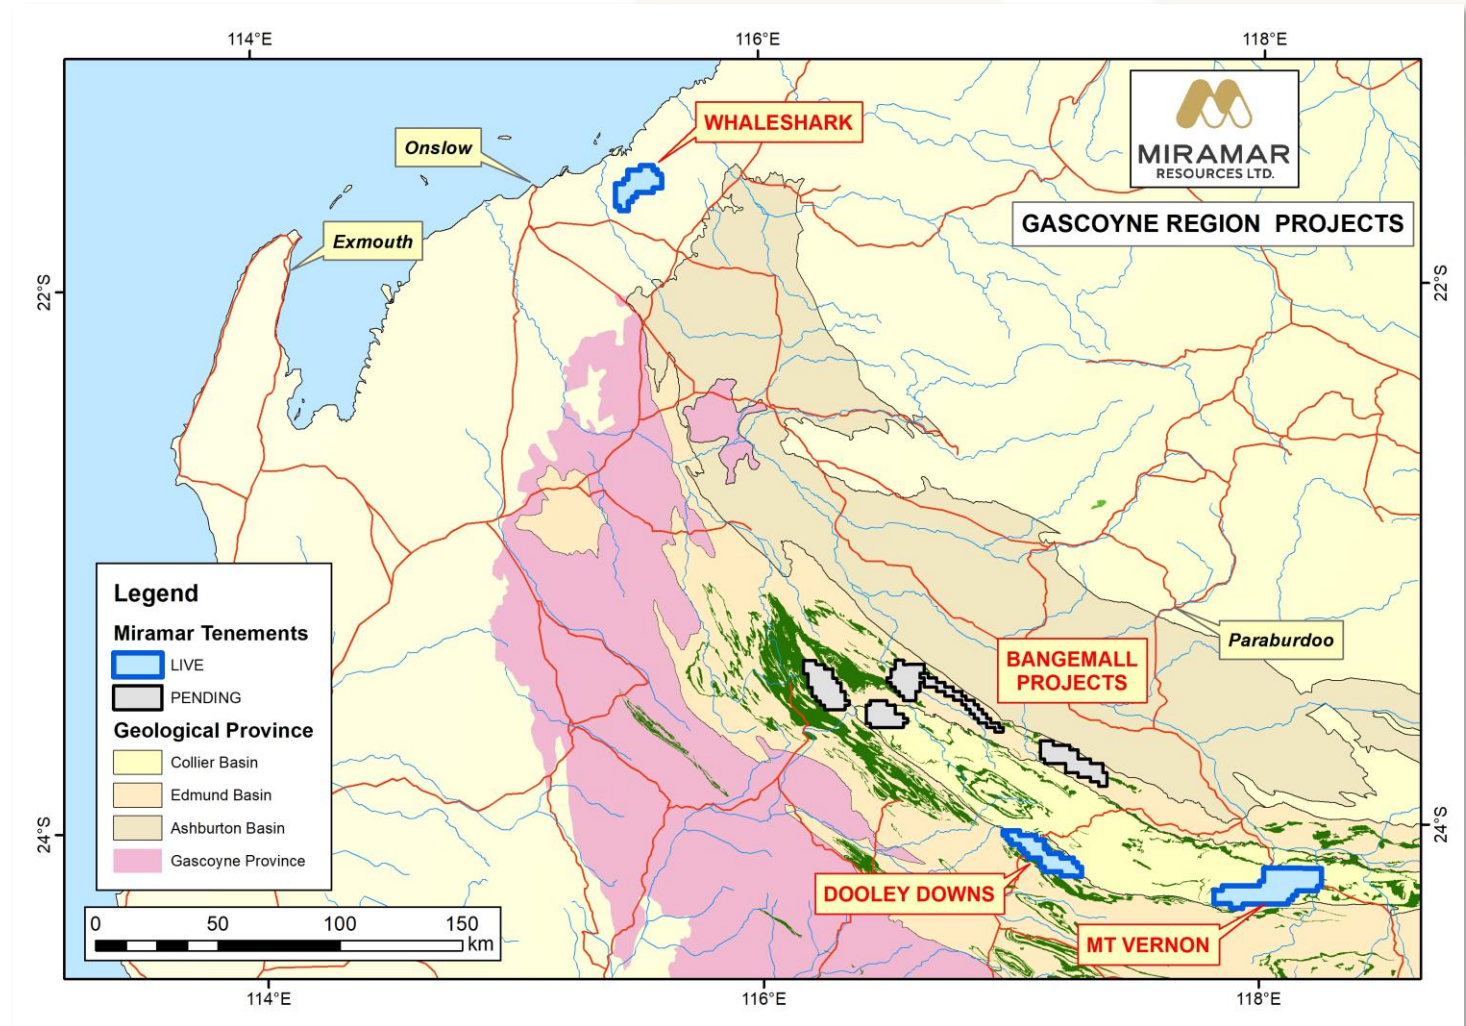 114°E
116°E
118°E
WHALESHARK
Onslow
MIRAMAR
RESOURCES LTD.
GASCOYNE REGION PROJECTS
Exmouth
22°S
22°S
Legend
Miramar Tenements
LIVE
PENDING
Geological Province
Collier Basin
Edmund Basin
Ashburton Basin
Gascoyne Province
Paraburdoo
BANGEMALL
PROJECTS
24°S
24°S
DOOLEY DOWNS
MT VERNON
0 50 100 150
km
114°E
116°E
118°E